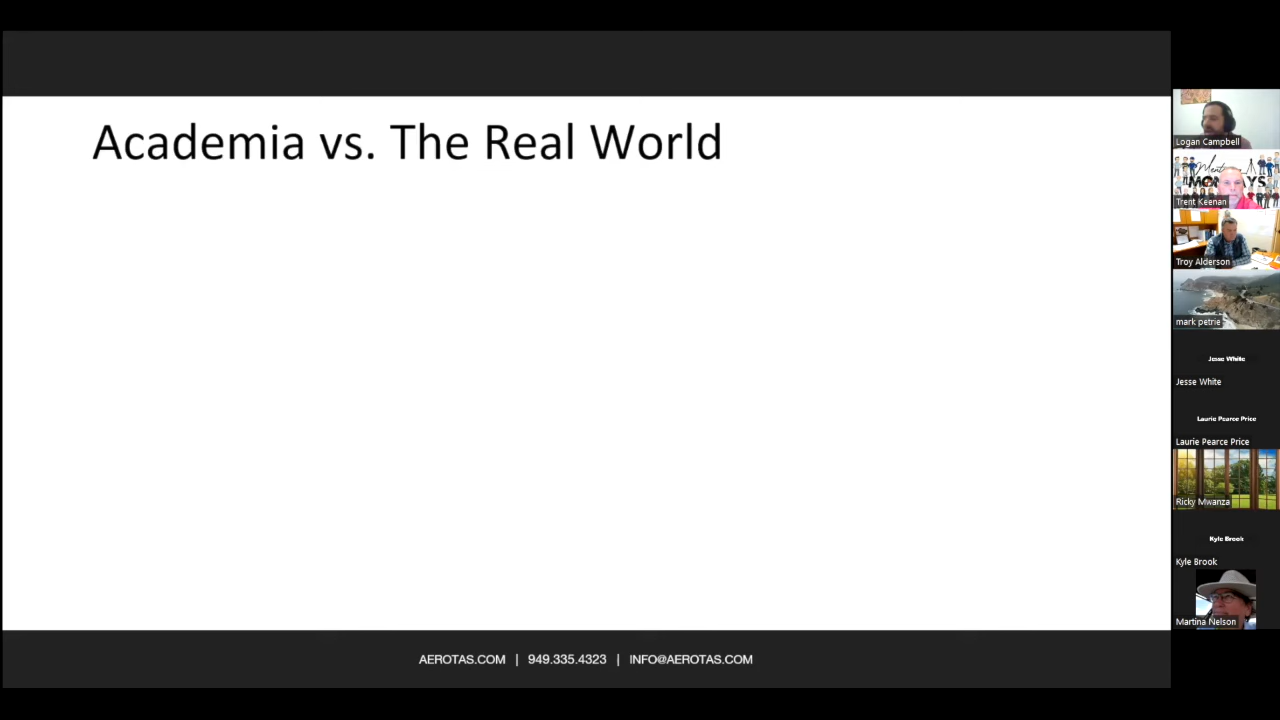 Academia vs. The Real World
AEROTAS.COM | 949.335.4323 | INFO@AEROTAS.COM
Logan Campbell
Trent Keenan
Troy Alderson
mark petrie
Jesse White
Jesse White
Laurie Pearce Price
Laurie Pearce Price
Ricky Mwanza
Kyle Brook
Kyle Brook
Martina Nelson